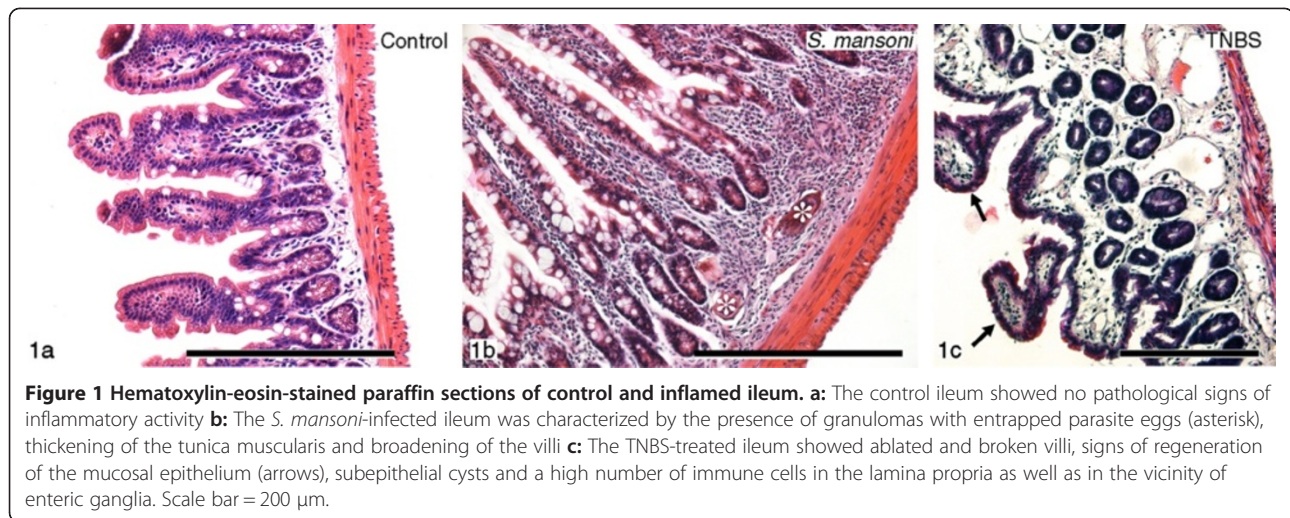 Control
S. mansoni
TNBS
1a
1b
1c
Figure 1 Hematoxylin-eosin-stained paraffin sections of control and inflamed ileum. a: The control ileum showed no pathological signs of
inflammatory activity b: The S. mansoni-infected ileum was characterized by the presence of granulomas with entrapped parasite eggs (asterisk),
thickening of the tunica muscularis and broadening of the villi c: The TNBS-treated ileum showed ablated and broken villi, signs of regeneration
of the mucosal epithelium (arrows), subepithelial cysts and a high number of immune cells in the lamina propria as well as in the vicinity of
enteric ganglia. Scale bar = 200 μm.